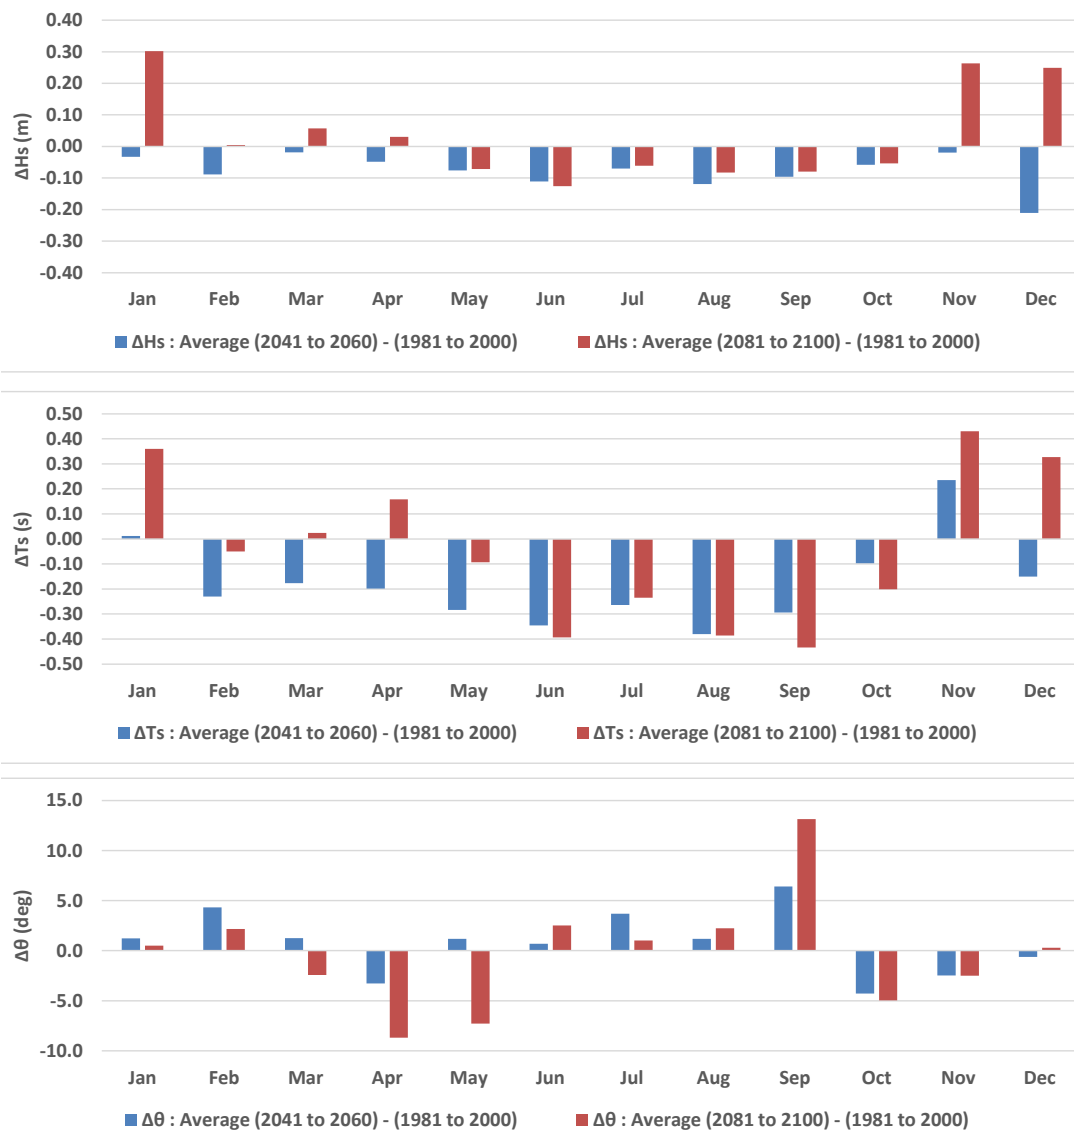 0.40
0.30
0.20
0.10
0.00
-0.10
-0.20
-0.30
-0.40
ΔHs (m)
Jan Feb Mar Apr May Jun Jul Aug Sep Oct Nov Dec
ΔHs : Average (2041 to 2060) - (1981 to 2000) ΔHs : Average (2081 to 2100) - (1981 to 2000)
0.50
0.40
0.30
0.20
0.10
0.00
-0.10
-0.20
-0.30
-0.40
-0.50
ΔTs (s)
Jan Feb Mar Apr May Jun Jul Aug Sep Oct Nov Dec
ΔTs : Average (2041 to 2060) - (1981 to 2000) ΔTs : Average (2081 to 2100) - (1981 to 2000)
15.0
10.0
5.0
0.0
-5.0
-10.0
Δθ (deg)
Jan Feb Mar Apr May Jun Jul Aug Sep Oct Nov Dec
Δθ : Average (2041 to 2060) - (1981 to 2000) Δθ : Average (2081 to 2100) - (1981 to 2000)